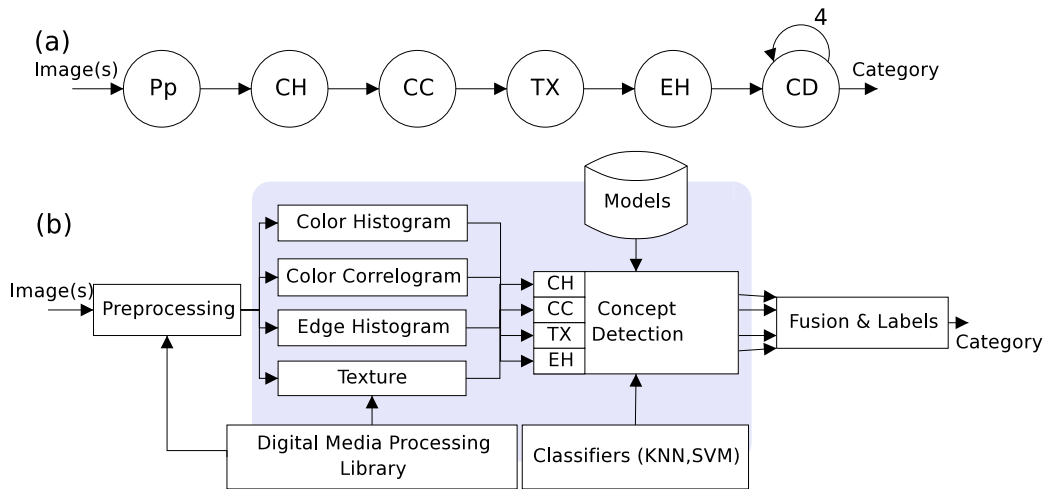 (a)
4
Image(s)
Pp
CH
CC
TX
EH
CD
Category
(b)
Models
Color Histogram
Color Correlogram
Edge Histogram
Texture
Image(s)
Preprocessing
CH
CC
TX
EH
Concept
Detection
Fusion & Labels
Category
Digital Media Processing
Library
Classifiers (KNN,SVM)